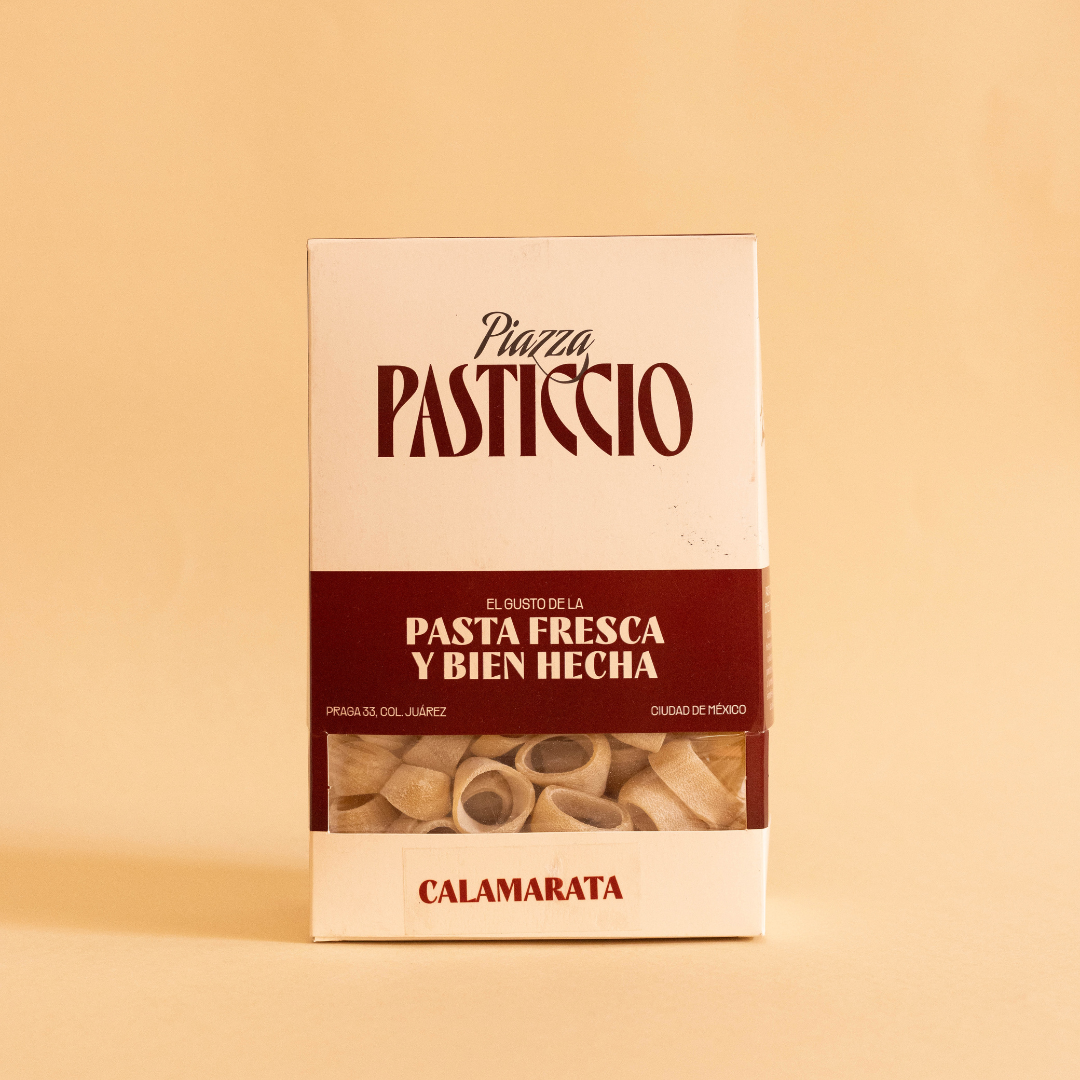 Piazza
PASTICCIO
EL GUSTO DE LA
PASTA FRESCA
Y BIEN HECHA
PRAGA 33, COL. JUÁREZ
CIUDAD DE MÉXICO
CALAMARATA